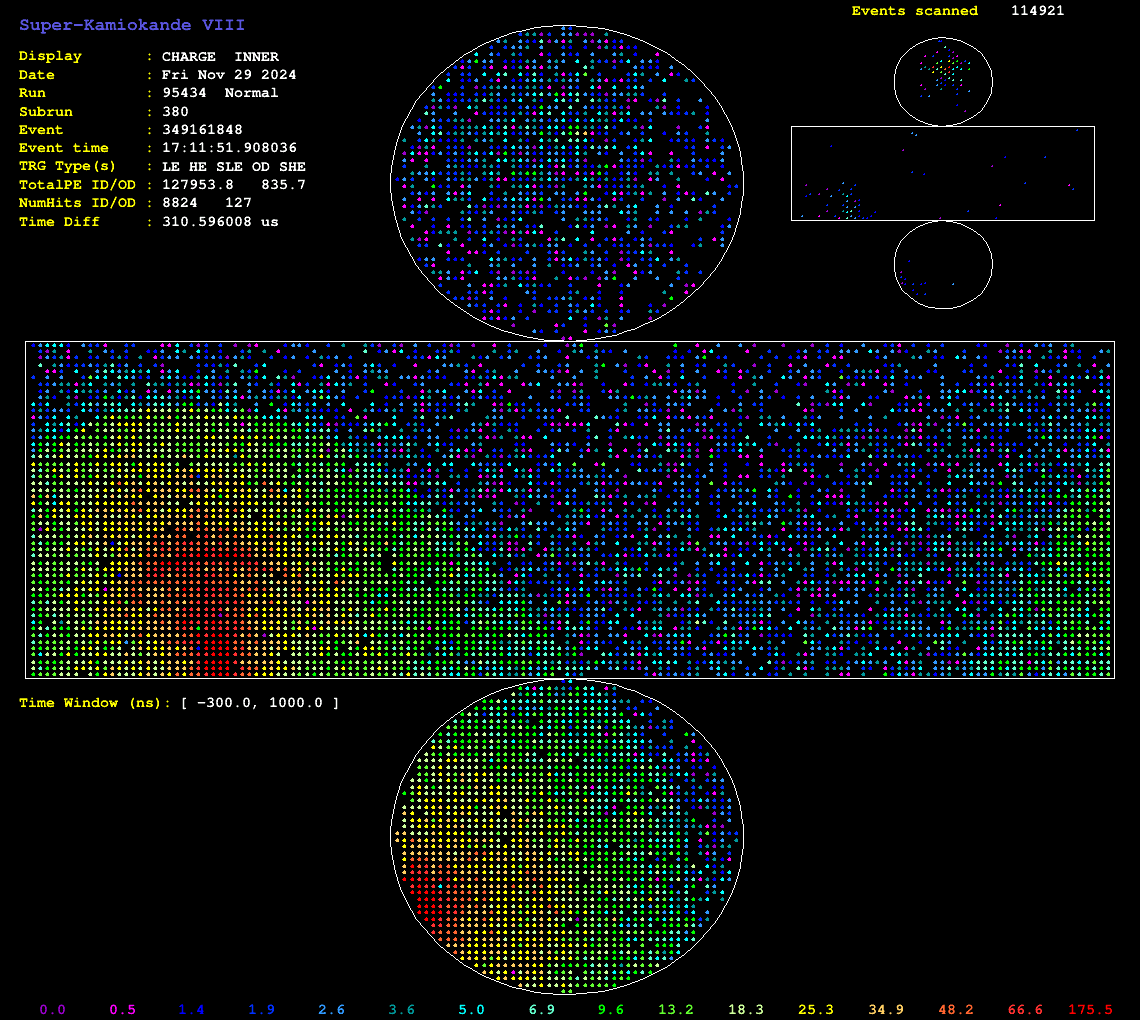 Super-Kamiokande VIII
Events scanned 114921
Display : CHARGE INNER
Date : Fri Nov 29 2024
Run : 95434 Normal
Subrun : 380
Event : 349161848
Event time : 17:11:51.908036
TRG Type(s) : LE HE SLE OD SHE
TotalPE ID/OD : 127953.8 835.7
NumHits ID/OD : 8824 127
Time Diff : 310.596008 us
Time Window (ns): [ -300.0, 1000.0 ]
0.0 0.5 1.4 1.9 2.6 3.6 5.0 6.9 9.6 13.2 18.3 25.3 34.9 48.2 66.6 175.5